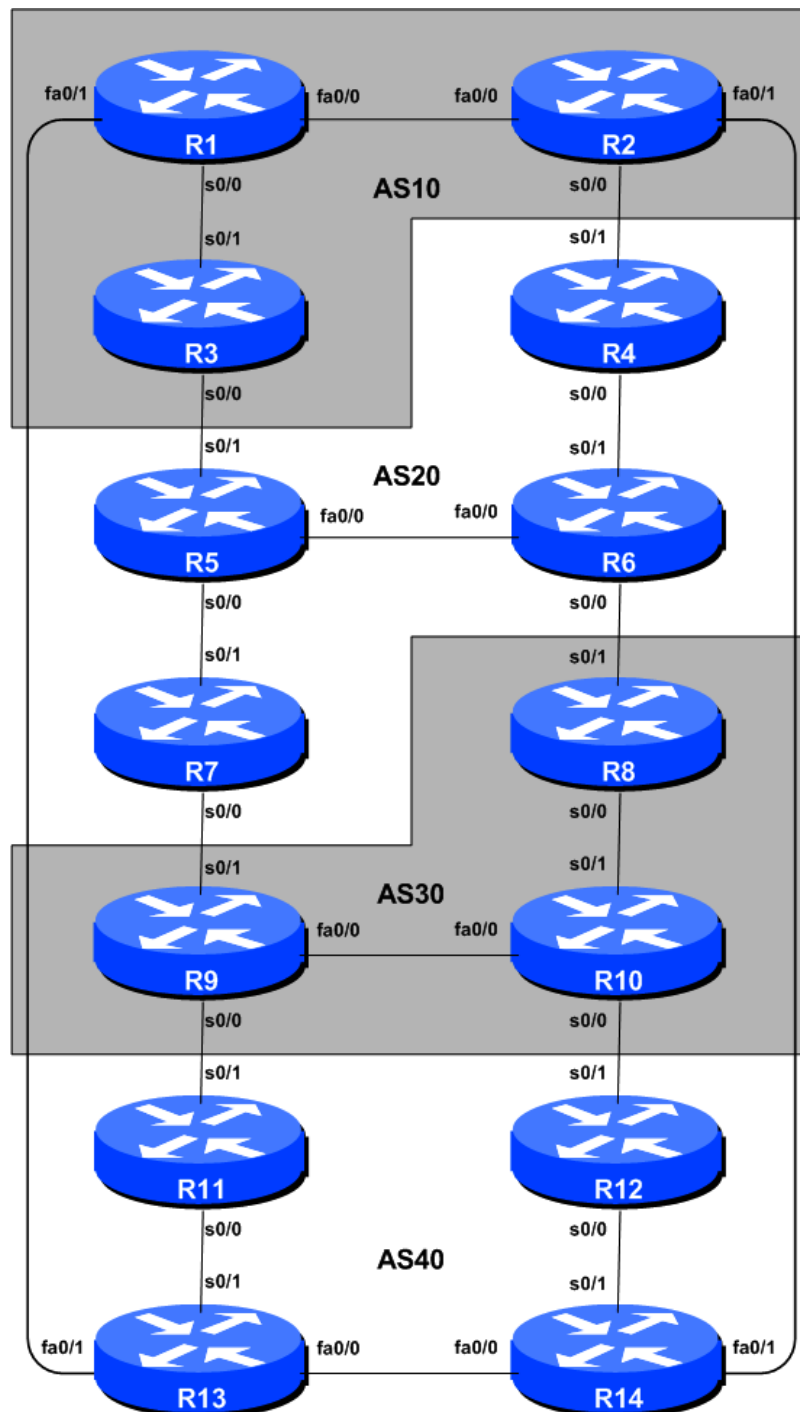 fa0/1 fa0/0 fa0/0 fa0/1
R1 R2
s0/0 AS10 s0/0
s0/1 s0/1
R3 R4
s0/0 s0/0
s0/1 AS20 s0/1
fa0/0 fa0/0
R5 R6
s0/0 s0/0
s0/1 s0/1
R7 R8
s0/0 s0/0
s0/1 AS30 s0/1
fa0/0 fa0/0
R9 R10
s0/0 s0/0
s0/1 s0/1
R11 R12
s0/0 AS40 s0/0
s0/1 s0/1
fa0/1 fa0/0 fa0/0 fa0/1
R13 R14